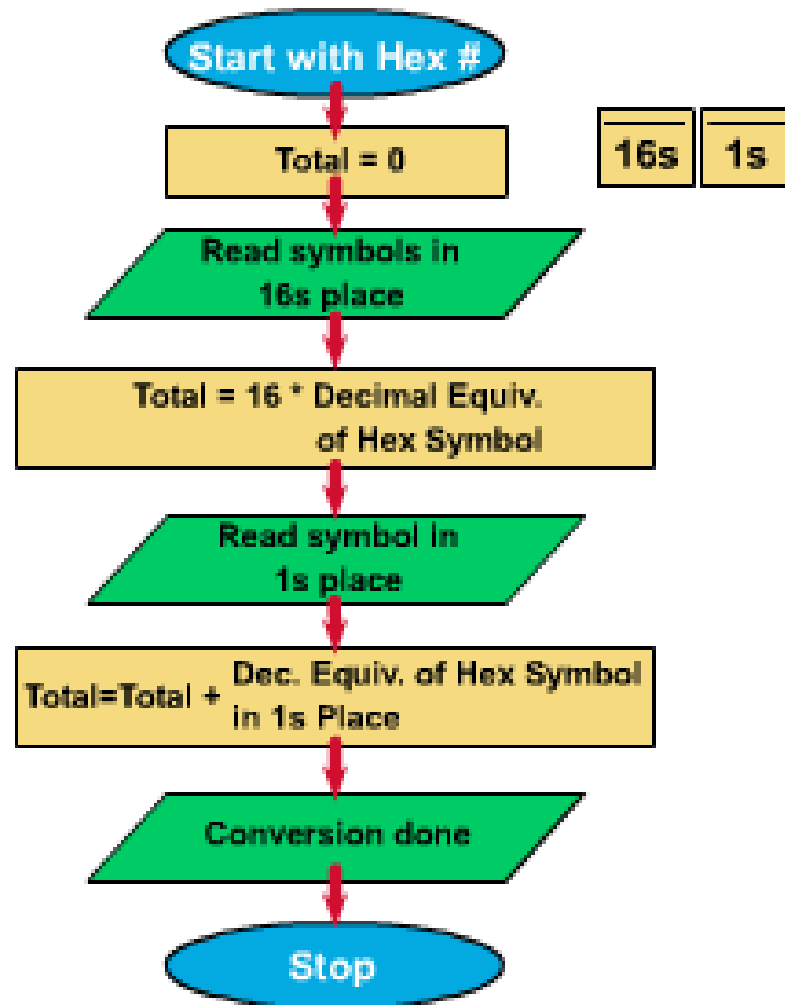 Start with Hex #
Total = 0
16s 1s
Read symbols in
16s place
Total = 16 * Decimal Equiv.
of Hex Symbol
Read symbol in
1s place
Total=Total + Dec. Equiv. of Hex Symbol
in 1s Place
Conversion done
Stop